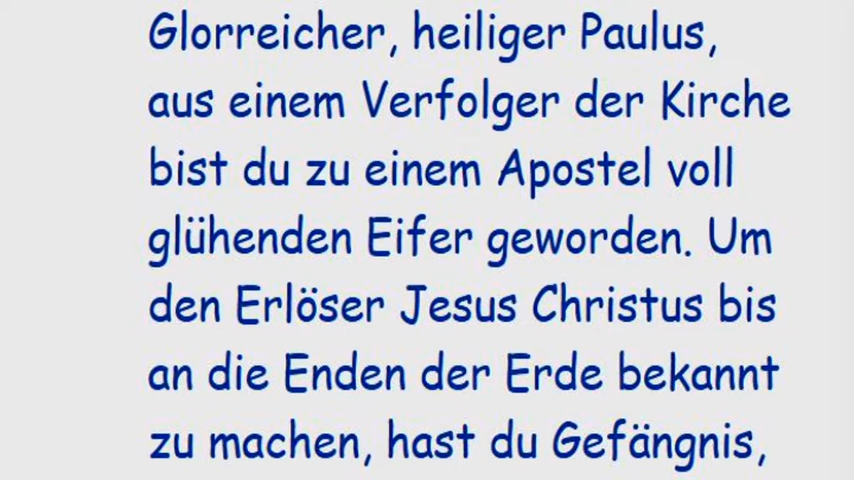 Glorreicher, heiliger Paulus,
aus einem Verfolger der Kirche
bist du zu einem Apostel voll
glühenden Eifer geworden. Um
den Erlöser Jesus Christus bis
an die Enden der Erde bekannt
zu machen, hast du Gefängnis,